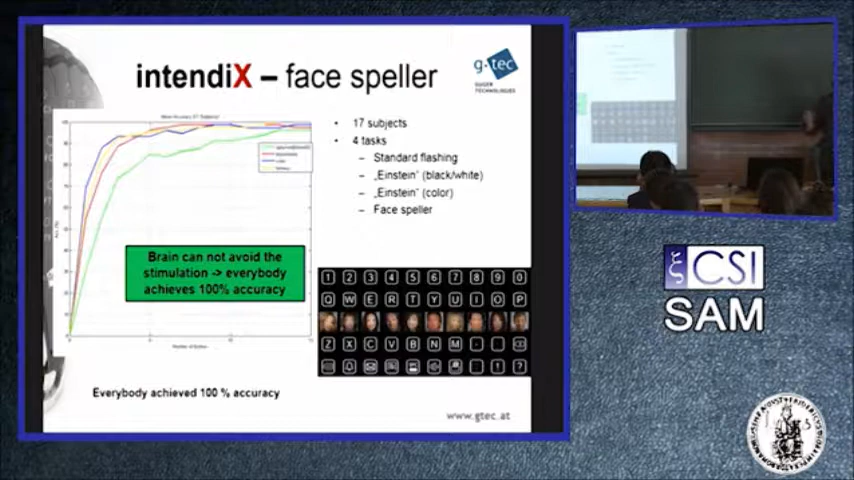 intendiX – face speller
g.tec
GUGER
TECHNOLOGIES
• 17 subjects
• 4 tasks
– Standard flashing
– „Einstein“ (black/white)
– „Einstein“ (color)
– Face speller
Brain can not avoid the
stimulation -> everybody
achieves 100% accuracy
1 2 3 4 5 6 7 8 9 0
Q W E R T Y U I O P
Z X C V B N M
! ?
Everybody achieved 100 % accuracy
www.gtec.at
ξCSI
SAM